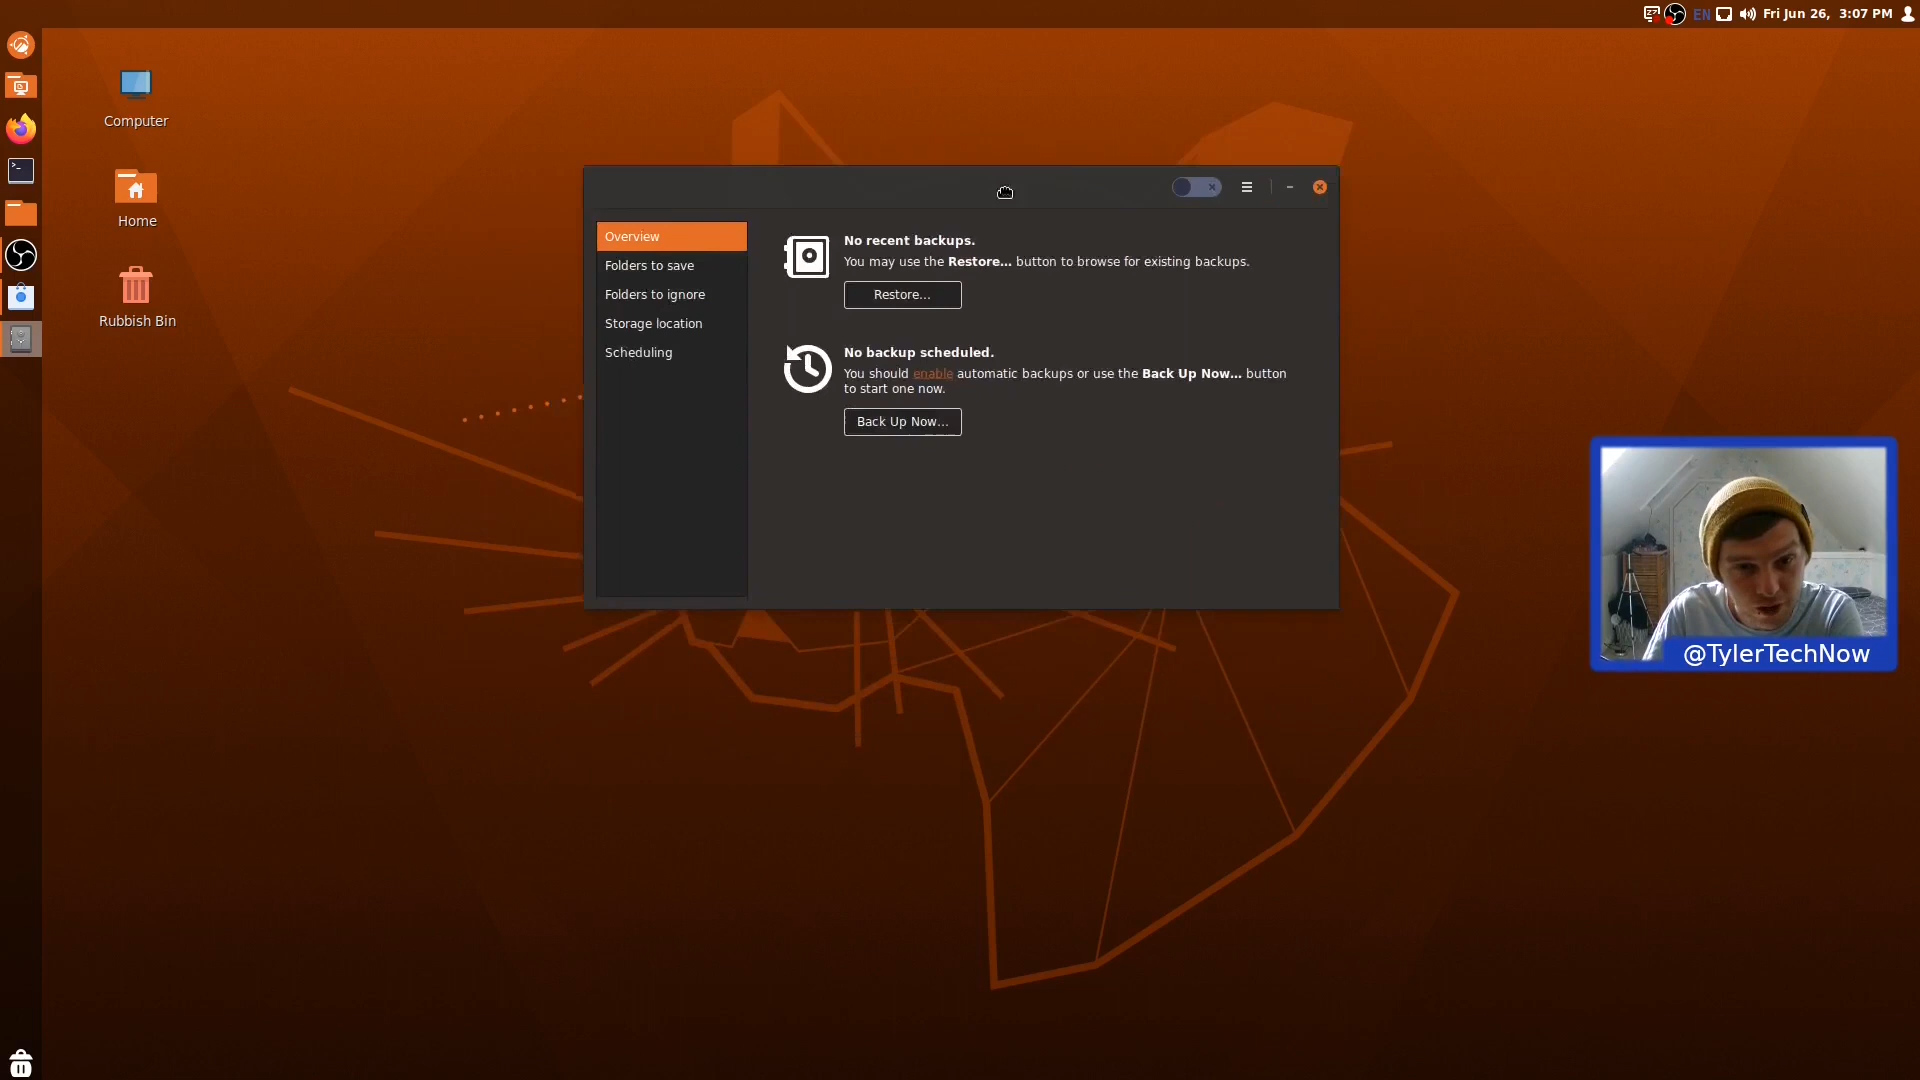 EN
Fri Jun 26, 3:07 PM
Computer
Home
Rubbish Bin
Overview
Folders to save
Folders to ignore
Storage location
Scheduling
No recent backups.
You may use the Restore... button to browse for existing backups.
Restore...
No backup scheduled.
You should enable automatic backups or use the Back Up Now... button
to start one now.
Back Up Now...
@TylerTechNow